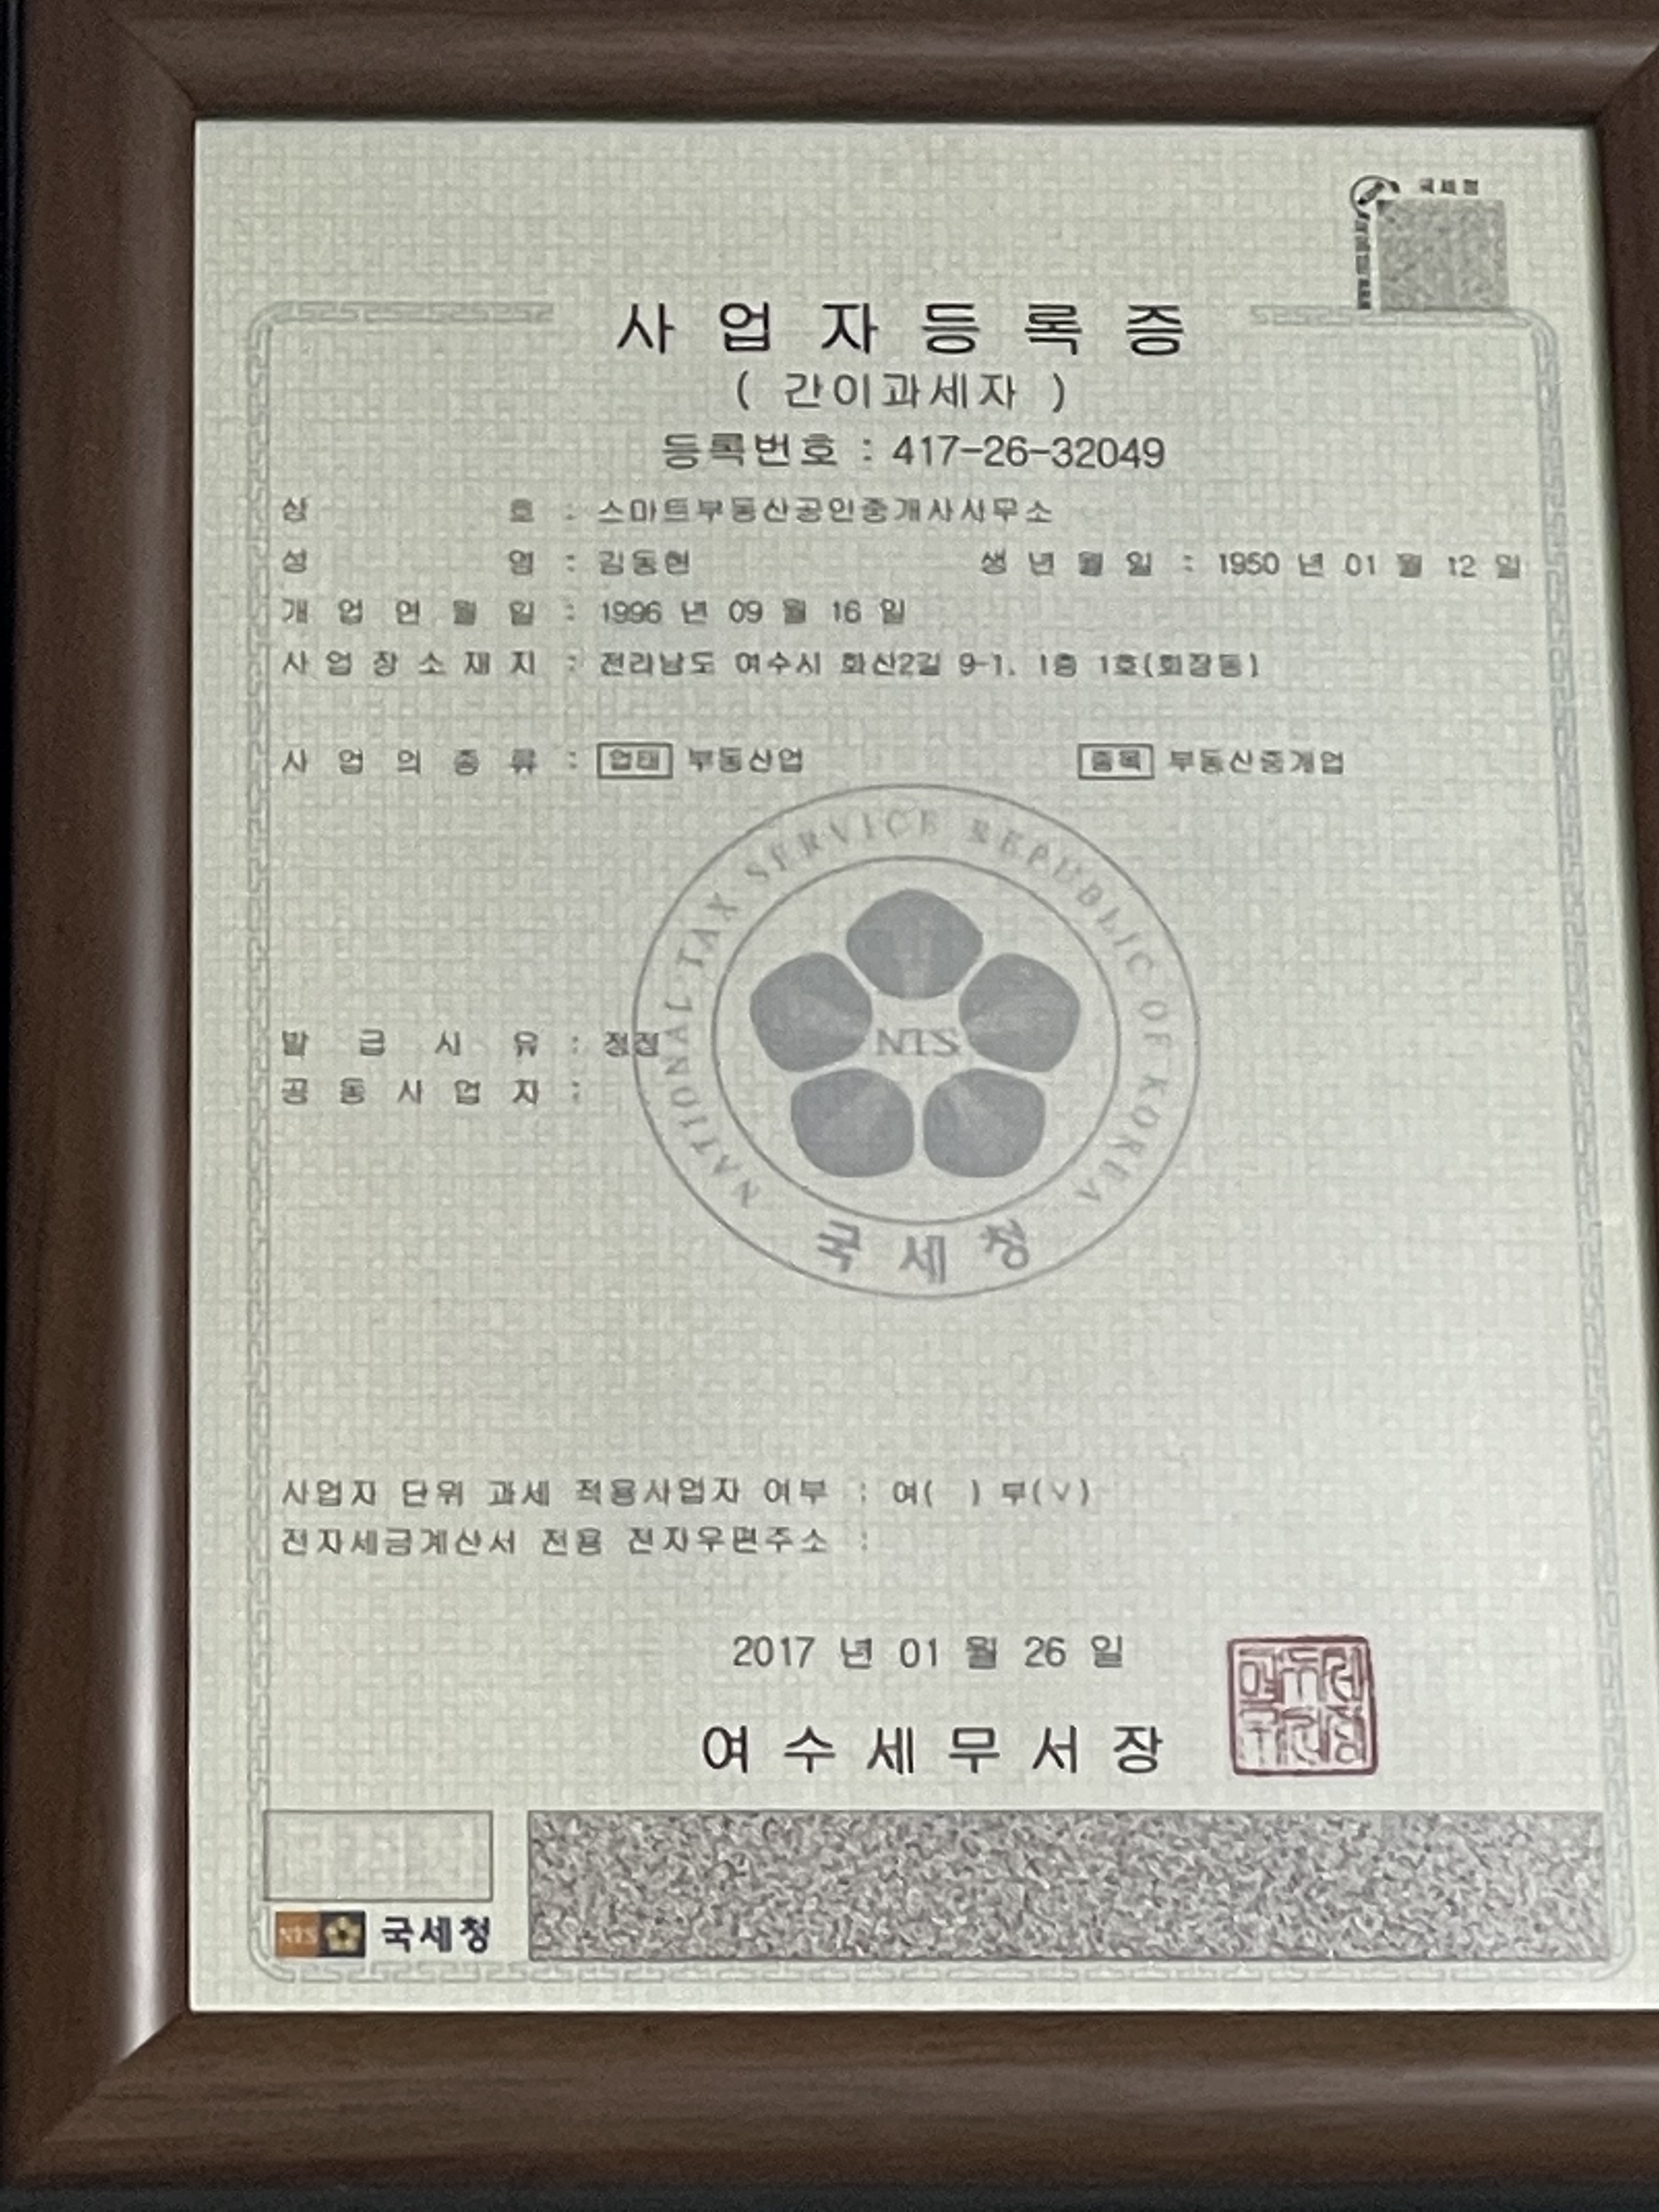 국세청
사업자등록증
( 간이과세자 )
등록번호 : 417-26-32049
상 호 : 스마트부동산공인중개사사무소
성 명 : 김동현 생 년 월 일 : 1950 년 01 월 12 일
개 업 연 월 일 : 1996 년 09 월 16 일
사 업 장 소 재 지 : 전라남도 여수시 화산2길 9-1, 1층 1호(화장동)
사 업 의 종 류 : 업태 부동산업 종목 부동산중개업
NATIONAL TAX SERVICE REPUBLIC OF KOREA
NTS
국세청
발 급 사 유 : 정정
공 동 사 업 자 :
사업자 단위 과세 적용사업자 여부 : 여( ) 부(∨)
전자세금계산서 전용 전자우편주소 :
2017 년 01 월 26 일
여수세무서장
NTS 국세청